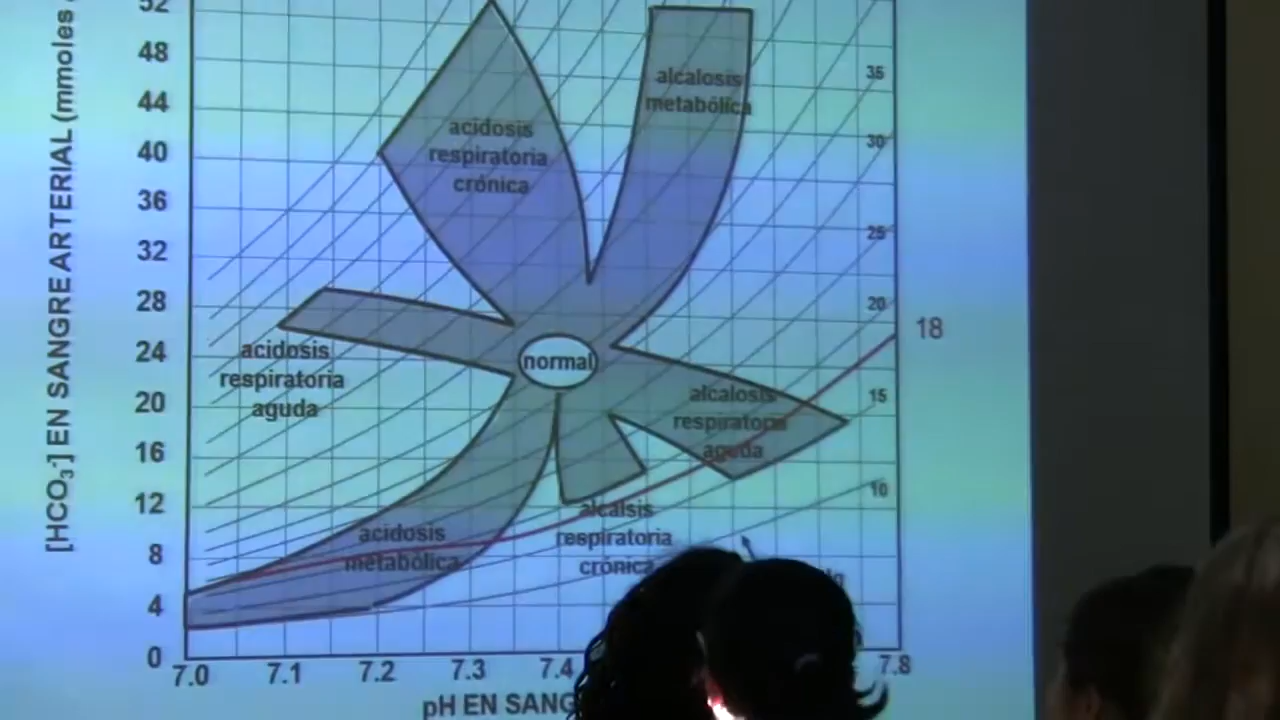 [HCO3-] EN SANGRE ARTERIAL (mmoles
52
48
44
40
36
32
28
24
20
16
12
8
4
0
acidosis
respiratoria
crónica
alcalosis
metabólica
35
30
25
20
18
15
10
normal
acidosis
respiratoria
aguda
alcalosis
respiratoria
aguda
acidosis
metabólica
alcalsis
respiratoria
crónica
7.0
7.1
7.2
7.3
7.4
7.8
pH EN SANG